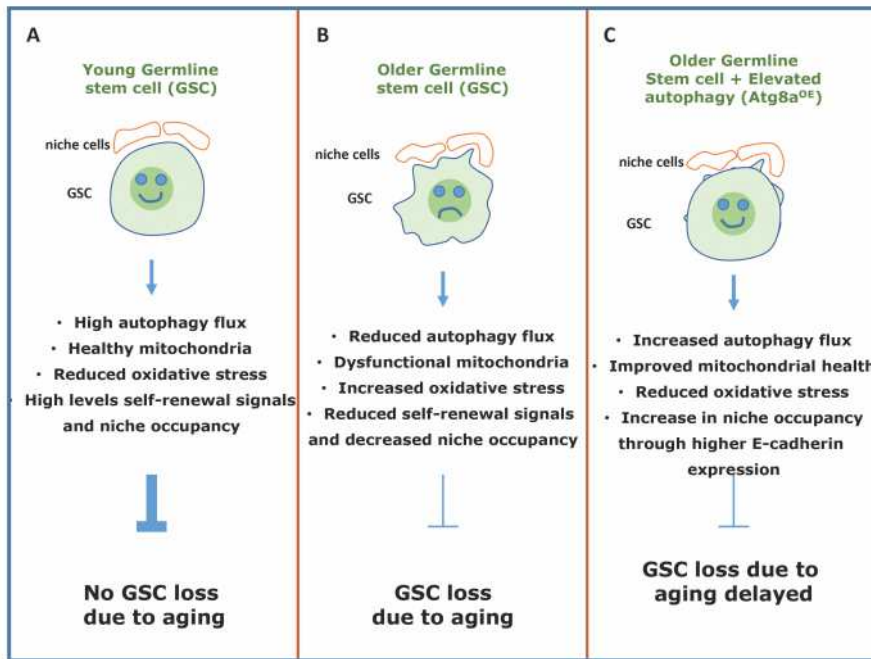 A
Young Germline
stem cell (GSC)
niche cells
GSC
• High autophagy flux
• Healthy mitochondria
• Reduced oxidative stress
• High levels self-renewal signals
and niche occupancy
No GSC loss
due to aging
B
Older Germline
stem cell (GSC)
niche cells
GSC
• Reduced autophagy flux
• Dysfunctional mitochondria
• Increased oxidative stress
• Reduced self-renewal signals
and decreased niche occupancy
GSC loss
due to aging
C
Older Germline
Stem cell + Elevated
autophagy (Atg8aOE)
niche cells
GSC
• Increased autophagy flux
• Improved mitochondrial health
• Reduced oxidative stress
• Increase in niche occupancy
through higher E-cadherin
expression
GSC loss due to
aging delayed